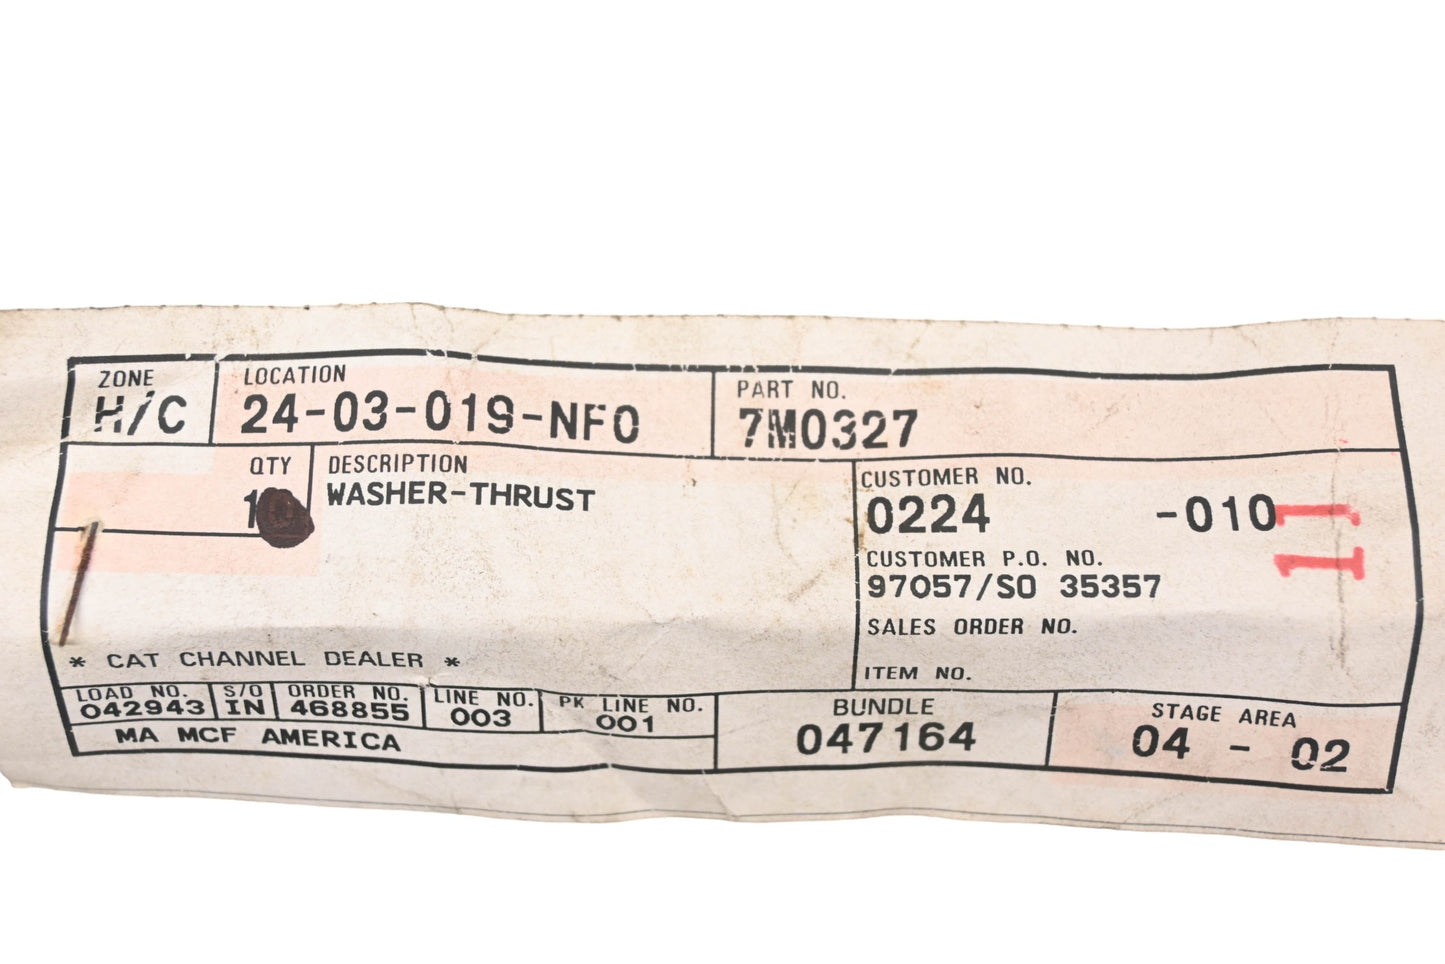 ZONE LOCATION PART NO.
H/C 24-03-019-NF0 7M0327
QTY DESCRIPTION CUSTOMER NO.
1 WASHER-THRUST 0224 -010
11
CUSTOMER P.O. NO.
97057/SO 35357
SALES ORDER NO.
* CAT CHANNEL DEALER * ITEM NO.
LOAD NO. S/O ORDER NO. LINE NO. PK LINE NO. BUNDLE STAGE AREA
042943 IN 468855 003 001 047164 04 - 02
MA MCF AMERICA